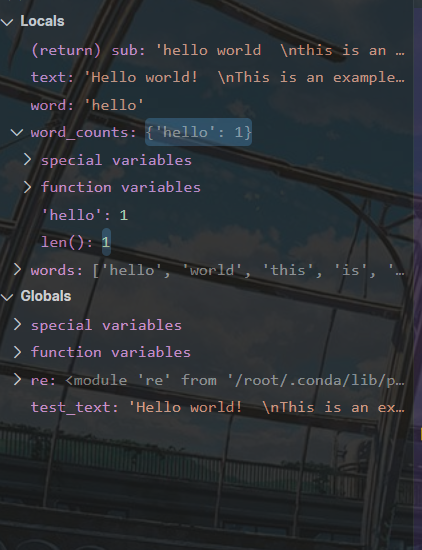 Locals
(return) sub: 'hello world  \nthis is an …
text: 'Hello world!  \nThis is an example…
word: 'hello'
word_counts: {'hello': 1}
special variables
function variables
'hello': 1
len(): 1
words: ['hello', 'world', 'this', 'is', '…
Globals
special variables
function variables
re: <module 're' from '/root/.conda/lib/p…
test_text: 'Hello world!  \nThis is an ex…